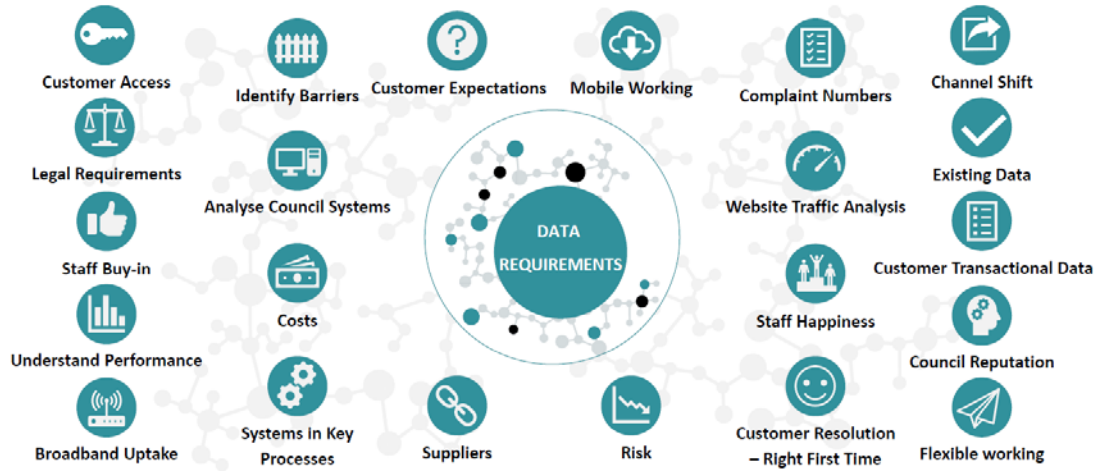 Customer Access
Identify Barriers
Customer Expectations
Mobile Working
Complaint Numbers
Channel Shift
Legal Requirements
Analyse Council Systems
Website Traffic Analysis
Existing Data
Staff Buy-in
DATA
REQUIREMENTS
Customer Transactional Data
Costs
Staff Happiness
Understand Performance
Council Reputation
Broadband Uptake
Systems in Key
Processes
Suppliers
Risk
Customer Resolution
– Right First Time
Flexible working